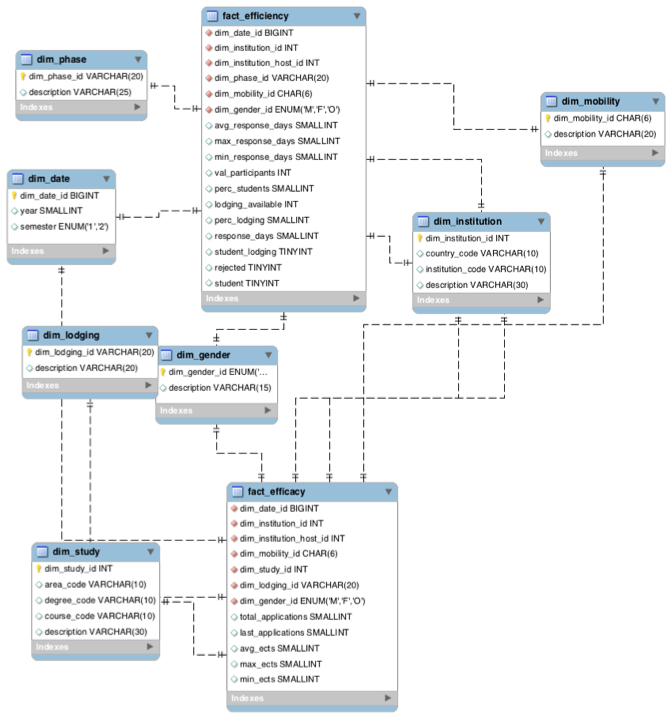 fact_efficiency
dim_date_id BIGINT
dim_institution_id INT
dim_institution_host_id INT
dim_phase_id VARCHAR(20)
dim_mobility_id CHAR(6)
dim_gender_id ENUM('M','F','O')
avg_response_days SMALLINT
max_response_days SMALLINT
min_response_days SMALLINT
val_participants INT
perc_students SMALLINT
lodging_available INT
perc_lodging SMALLINT
response_days SMALLINT
student_lodging TINYINT
rejected TINYINT
student TINYINT
Indexes
dim_phase
dim_phase_id VARCHAR(20)
description VARCHAR(25)
Indexes
dim_mobility
dim_mobility_id CHAR(6)
description VARCHAR(20)
Indexes
dim_date
dim_date_id BIGINT
year SMALLINT
semester ENUM('1','2')
Indexes
dim_institution
dim_institution_id INT
country_code VARCHAR(10)
institution_code VARCHAR(10)
description VARCHAR(30)
Indexes
dim_lodging
dim_lodging_id VARCHAR(20)
description VARCHAR(20)
Indexes
dim_gender
dim_gender_id ENUM('...
description VARCHAR(15)
Indexes
fact_efficacy
dim_date_id BIGINT
dim_institution_id INT
dim_institution_host_id INT
dim_mobility_id CHAR(6)
dim_study_id INT
dim_lodging_id VARCHAR(20)
dim_gender_id ENUM('M','F','O')
total_applications SMALLINT
last_applications SMALLINT
avg_ects SMALLINT
max_ects SMALLINT
min_ects SMALLINT
Indexes
dim_study
dim_study_id INT
area_code VARCHAR(10)
degree_code VARCHAR(10)
course_code VARCHAR(10)
description VARCHAR(30)
Indexes